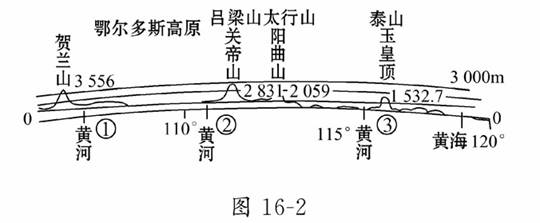 鄂尔多斯高原
吕梁山太行山
关帝山
阳曲山
泰山
玉皇顶
贺兰山
3 556
2 831
2 059
1 532.7
3 000m
0
0
黄河
①
110°
黄河
②
115°
黄河
③
黄海
120°
图 16-2